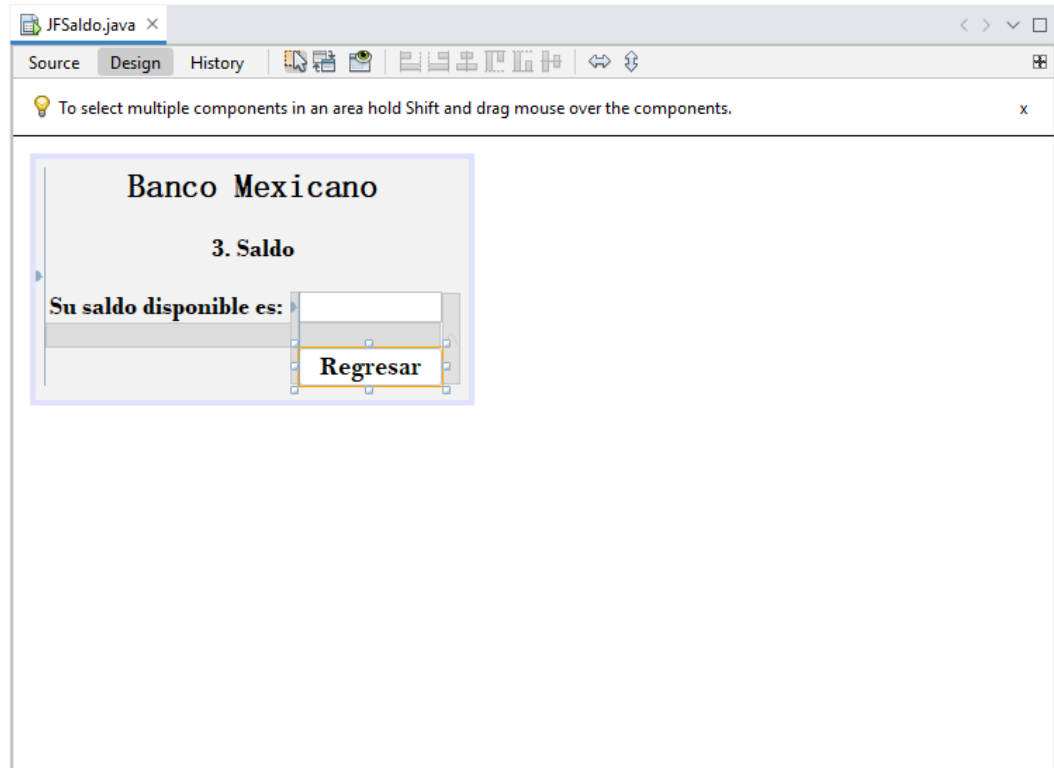 JFSaldo.java
Source Design History
To select multiple components in an area hold Shift and drag mouse over the components. x
Banco Mexicano
3. Saldo
Su saldo disponible es:
Regresar